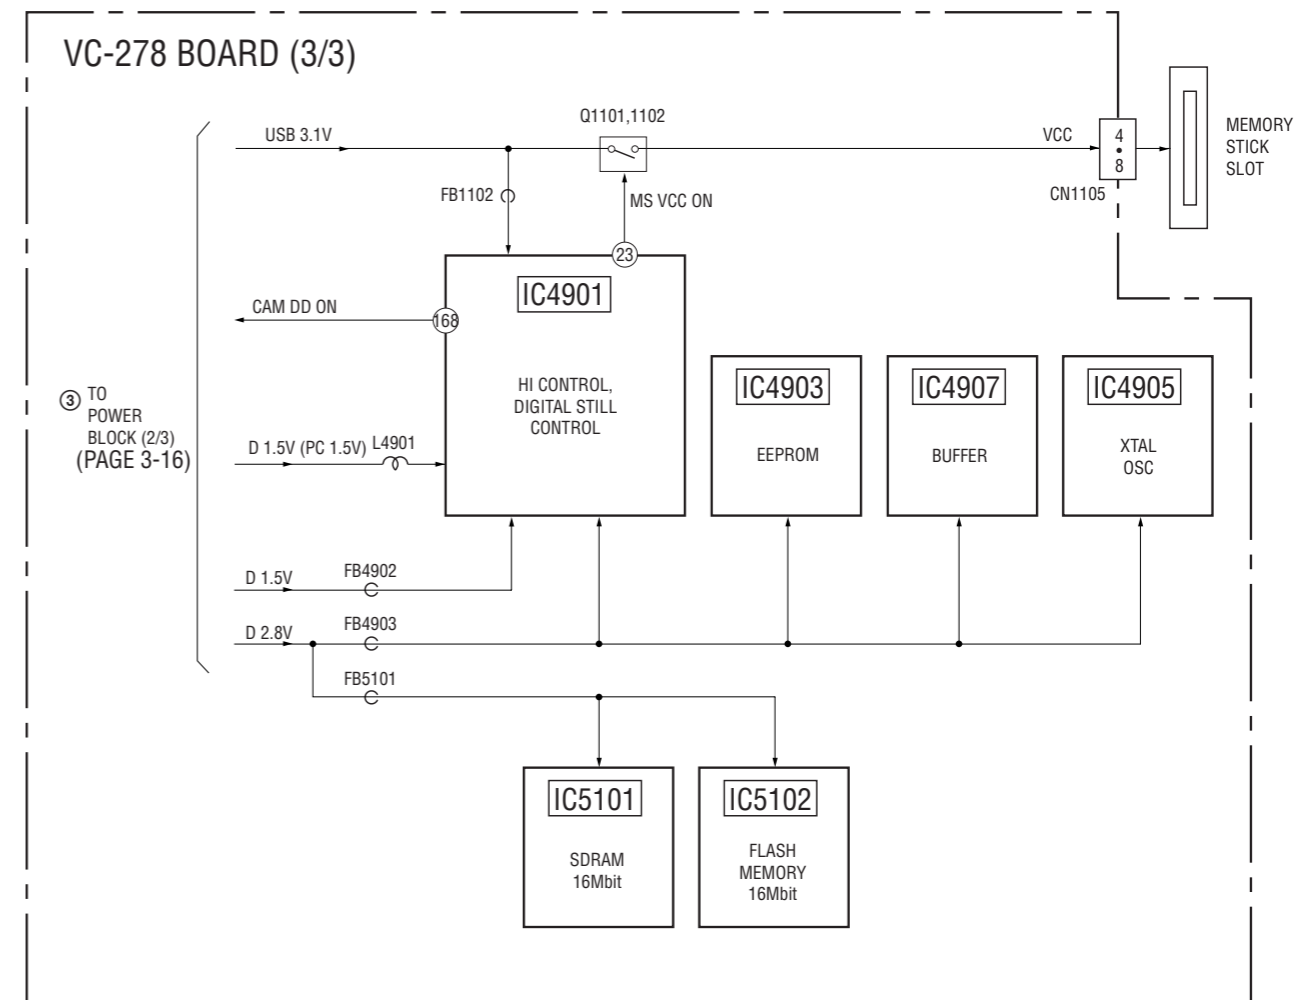 VC-278 BOARD (3/3)
Q1101,1102
USB 3.1V
VCC
4
8
MEMORY
STICK
SLOT
FB1102
MS VCC ON
CN1105
23
IC4901
CAM DD ON
168
HI CONTROL,
DIGITAL STILL
CONTROL
IC4903
EEPROM
IC4907
BUFFER
IC4905
XTAL
OSC
3 TO
POWER
BLOCK (2/3)
(PAGE 3-16)
D 1.5V (PC 1.5V)
L4901
D 1.5V
FB4902
D 2.8V
FB4903
FB5101
IC5101
SDRAM
16Mbit
IC5102
FLASH
MEMORY
16Mbit